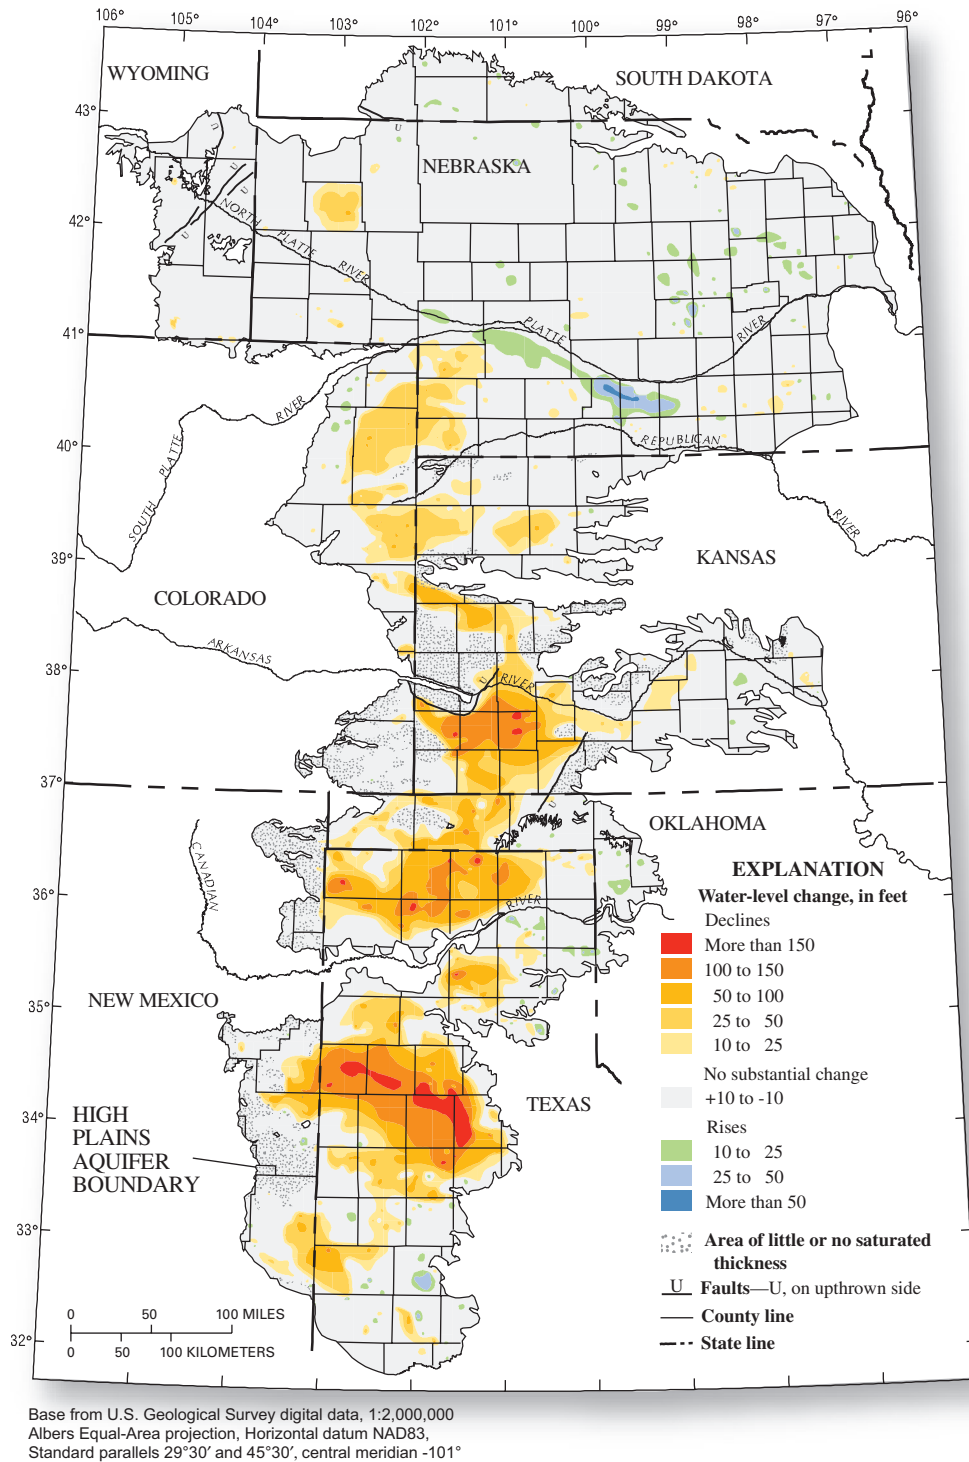 106°
105°
104°
103°
102°
101°
100°
99°
98°
97°
96°
WYOMING
SOUTH DAKOTA
43°
U
U
NEBRASKA
U
U
42°
NORTH PLATTE RIVER
U
41°
PLATTE RIVER
RIVER
SOUTH PLATTE
40°
REPUBLICAN
RIVER
39°
KANSAS
COLORADO
ARKANSAS
38°
U
RIVER
37°
U
OKLAHOMA
CANADIAN
36°
RIVER
35°
NEW MEXICO
34°
TEXAS
HIGH
PLAINS
AQUIFER
BOUNDARY
33°
32°
EXPLANATION
Water-level change, in feet
Declines
More than 150
100 to 150
50 to 100
25 to 50
10 to 25
No substantial change
+10 to -10
Rises
10 to 25
25 to 50
More than 50
Area of little or no saturated
thickness
U Faults—U, on upthrown side
County line
State line
0 50 100 MILES
0 50 100 KILOMETERS
Base from U.S. Geological Survey digital data, 1:2,000,000
Albers Equal-Area projection, Horizontal datum NAD83,
Standard parallels 29°30′ and 45°30′, central meridian -101°